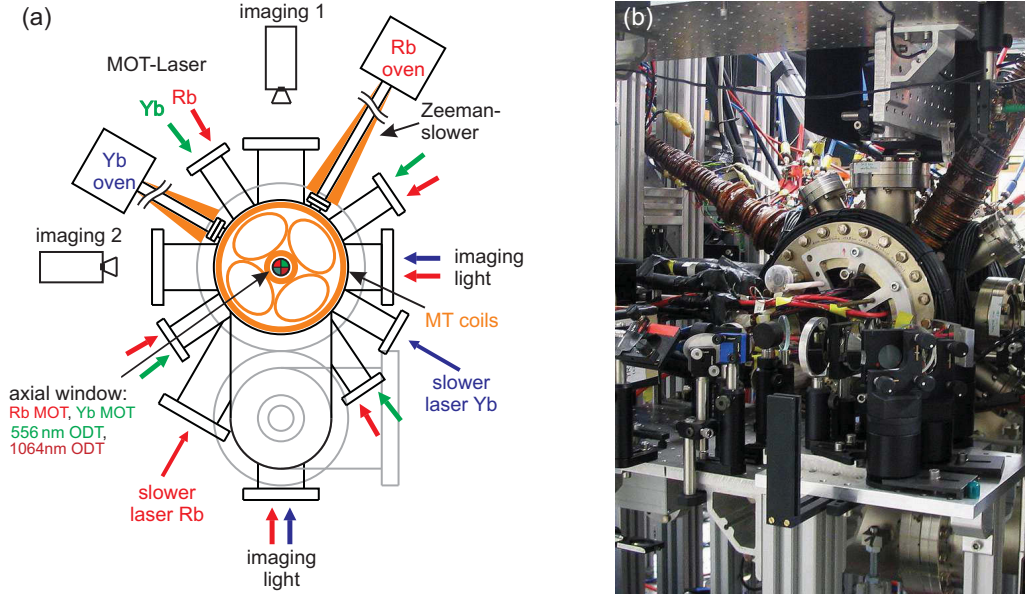 (a)
imaging 1
Rb
oven
MOT-Laser
Rb
Yb
Zeeman-
slower
Yb
oven
imaging 2
imaging
light
MT coils
axial window:
Rb MOT, Yb MOT
556 nm ODT,
1064nm ODT
slower
laser Yb
slower
laser Rb
imaging
light
(b)